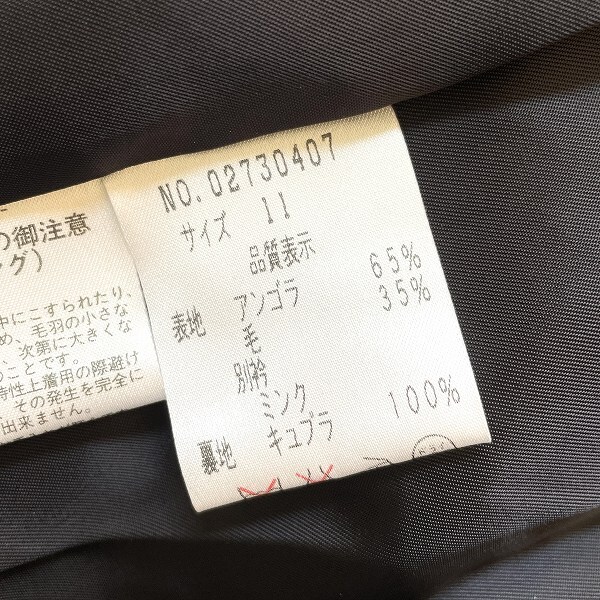 の御注意
グ)
中にこすられたり、
め、毛羽の小さな
、次第に大きくな
のことです。
特性上着用の際避け
その発生を完全に
出来ません。
NO.02730407
サイズ 11
品質表示
表地 アンゴラ 65%
毛 35%
別衿
ミンク
裏地 キュプラ 100%